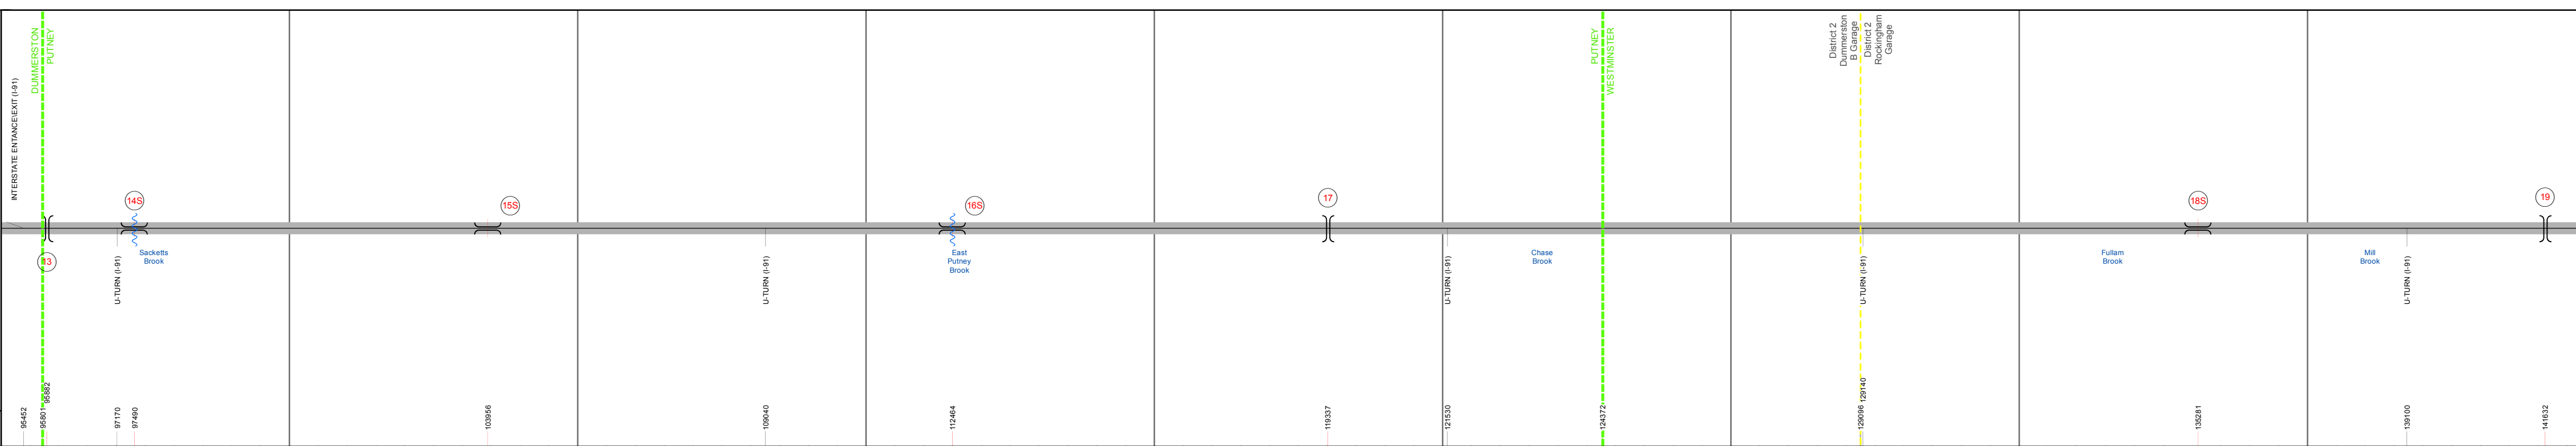 DUMMERSTON
PUTNEY
PUTNEY
WESTMINSTER
District 2
Dummerston
B Garage
District 2
Rockingham
Garage
INTERSTATE ENTANCE\EXIT (I-91)
14S
15S
16S
17
18S
19
13
Sacketts
Brook
East
Putney
Brook
Chase
Brook
Fullam
Brook
Mill
Brook
U-TURN (I-91)
U-TURN (I-91)
U-TURN (I-91)
U-TURN (I-91)
U-TURN (I-91)
95452
95801
95882
97170
97490
103956
109040
112464
119337
121530
124372
129096
129140
135281
139100
141632